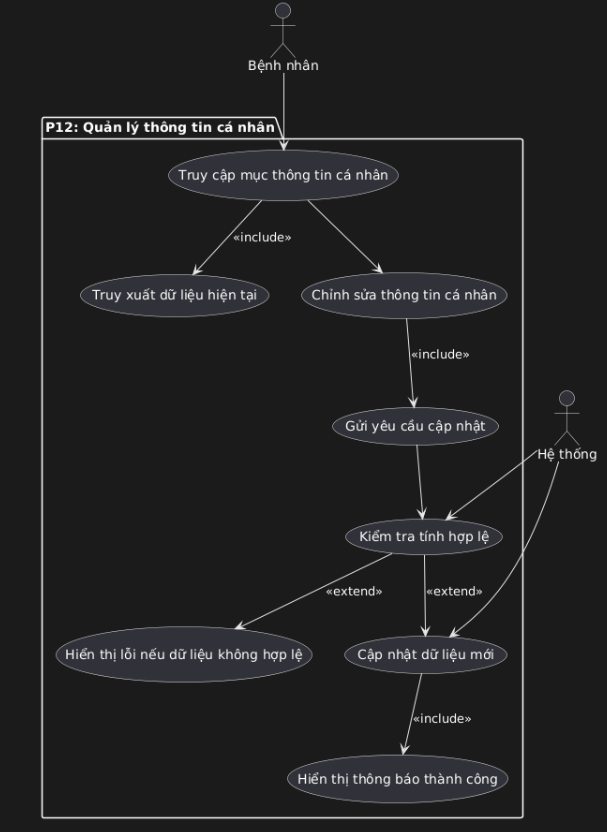 Bệnh nhân
P12: Quản lý thông tin cá nhân
Truy cập mục thông tin cá nhân
«include»
Truy xuất dữ liệu hiện tại
Chỉnh sửa thông tin cá nhân
«include»
Gửi yêu cầu cập nhật
Hệ thống
Kiểm tra tính hợp lệ
«extend»
«extend»
Hiển thị lỗi nếu dữ liệu không hợp lệ
Cập nhật dữ liệu mới
«include»
Hiển thị thông báo thành công